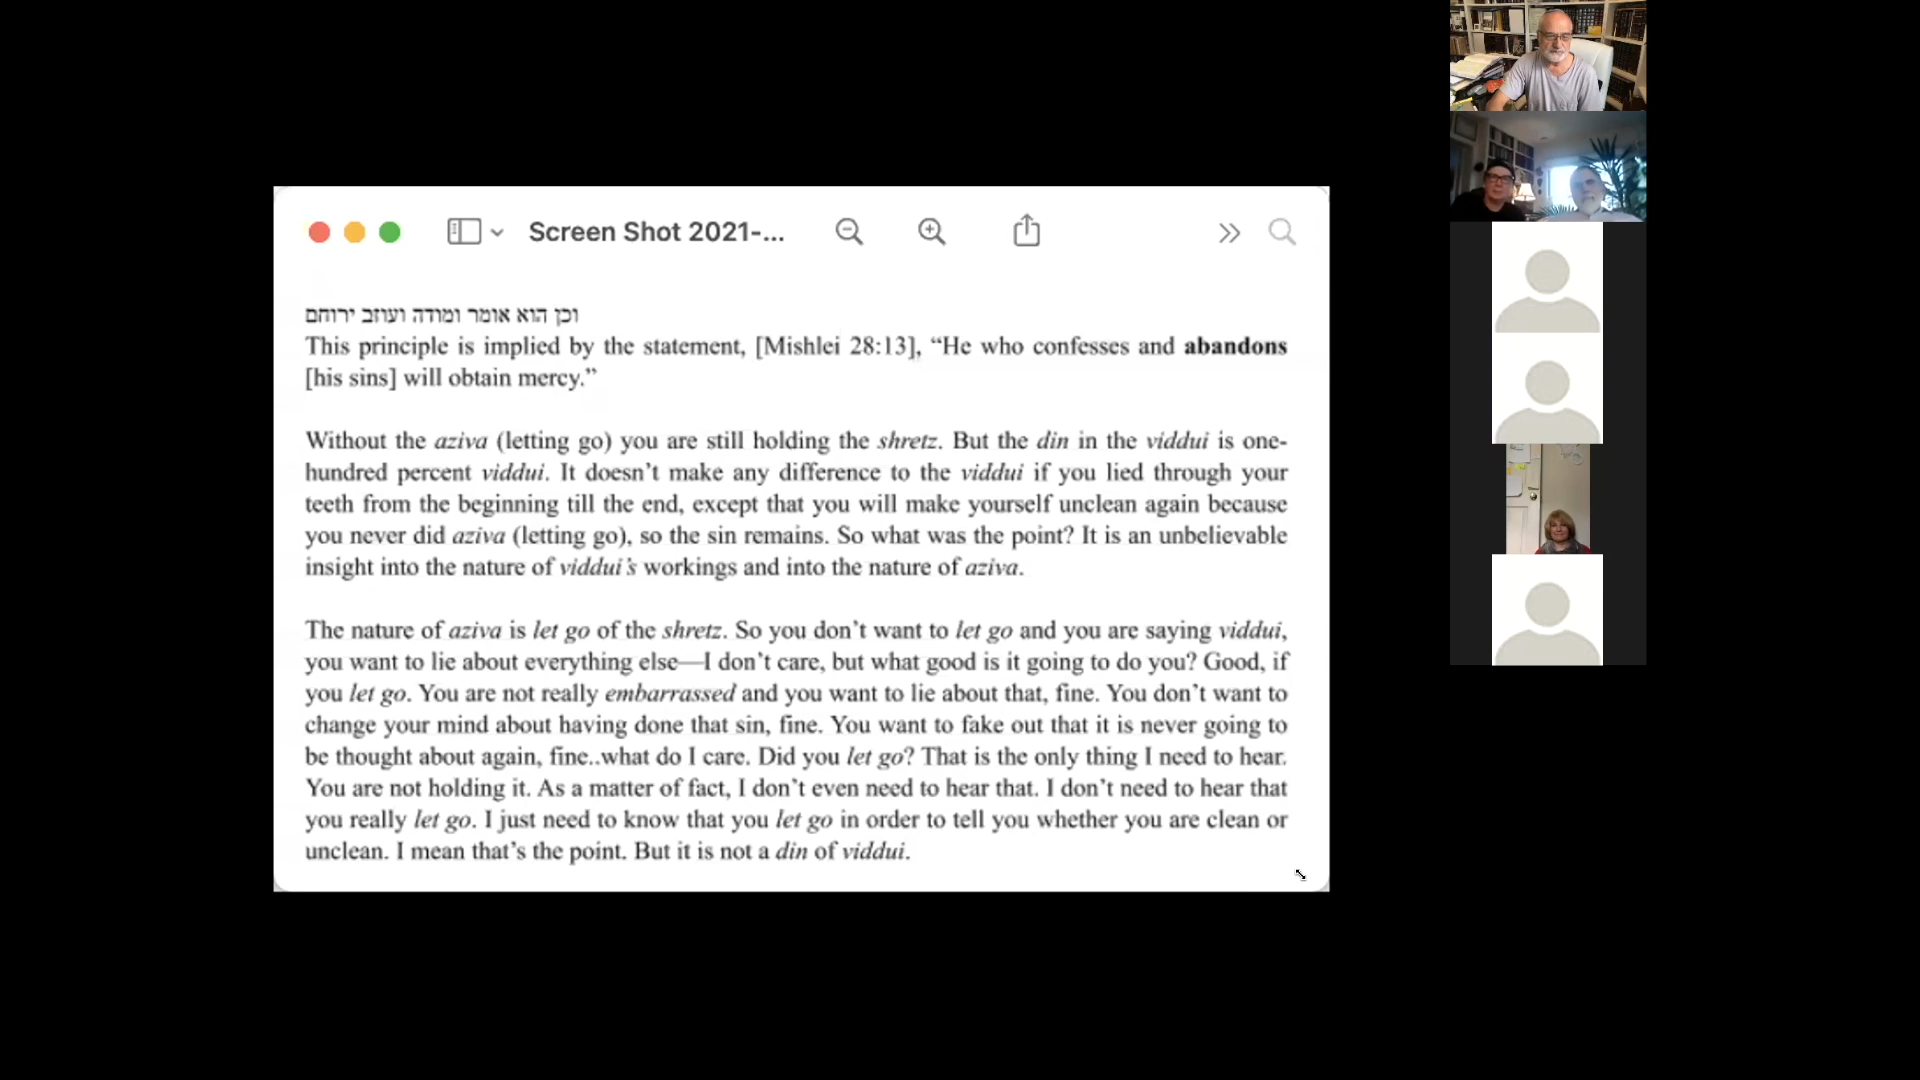 Screen Shot 2021-...
וכן הוא אומר ומודה ועוזב ירוחם
This principle is implied by the statement, [Mishlei 28:13], “He who confesses and abandons
[his sins] will obtain mercy.”
Without the aziva (letting go) you are still holding the shretz. But the din in the viddui is one-
hundred percent viddui. It doesn’t make any difference to the viddui if you lied through your
teeth from the beginning till the end, except that you will make yourself unclean again because
you never did aziva (letting go), so the sin remains. So what was the point? It is an unbelievable
insight into the nature of viddui’s workings and into the nature of aziva.
The nature of aziva is let go of the shretz. So you don’t want to let go and you are saying viddui,
you want to lie about everything else—I don’t care, but what good is it going to do you? Good, if
you let go. You are not really embarrassed and you want to lie about that, fine. You don’t want to
change your mind about having done that sin, fine. You want to fake out that it is never going to
be thought about again, fine..what do I care. Did you let go? That is the only thing I need to hear.
You are not holding it. As a matter of fact, I don’t even need to hear that. I don’t need to hear that
you really let go. I just need to know that you let go in order to tell you whether you are clean or
unclean. I mean that’s the point. But it is not a din of viddui.